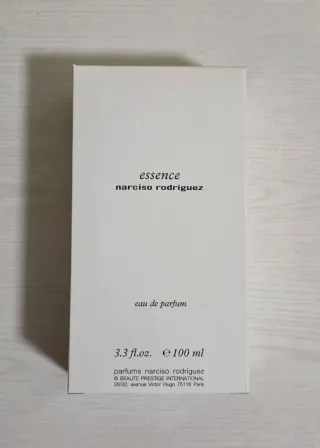 essence
narciso rodriguez
eau de parfum
3.3 fl.oz. ℮100 ml
parfums narciso rodriguez
© BEAUTE PRESTIGE INTERNATIONAL
28/32, avenue Victor Hugo 75116 Paris